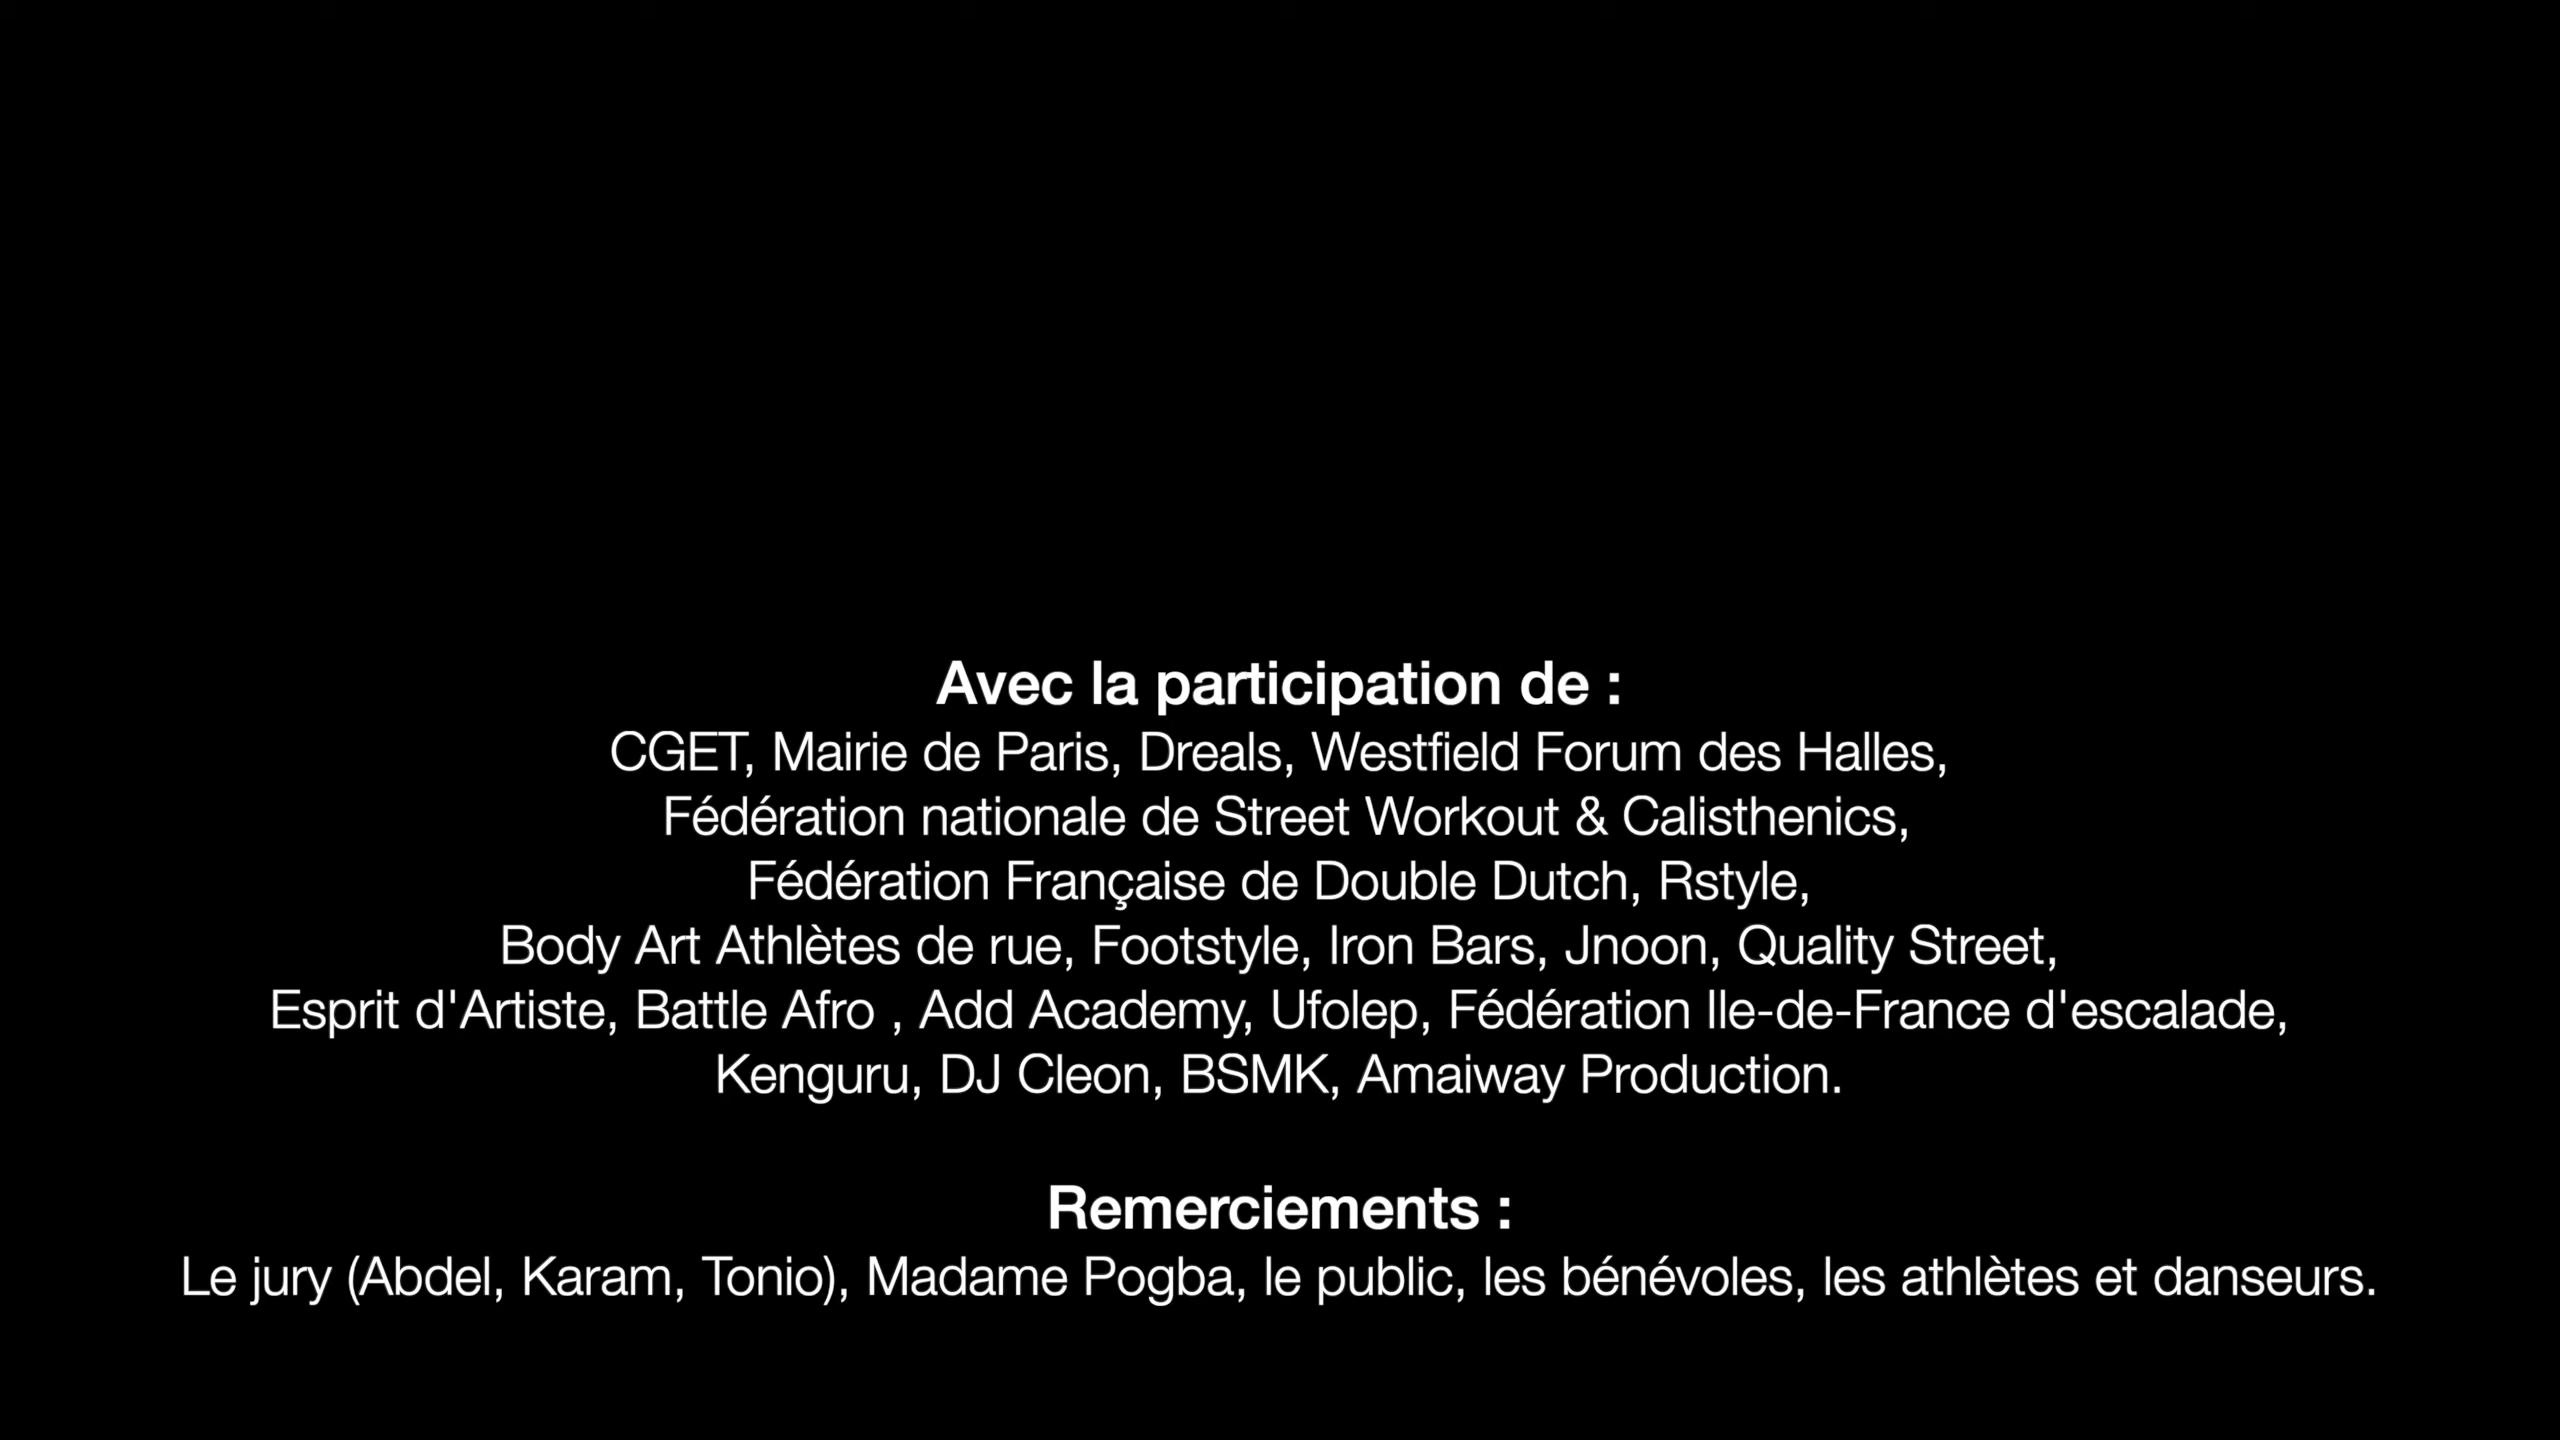 Avec la participation de :
CGET, Mairie de Paris, Dreals, Westfield Forum des Halles,
Fédération nationale de Street Workout & Calisthenics,
Fédération Française de Double Dutch, Rstyle,
Body Art Athlètes de rue, Footstyle, Iron Bars, Jnoon, Quality Street,
Esprit d'Artiste, Battle Afro , Add Academy, Ufolep, Fédération Ile-de-France d'escalade,
Kenguru, DJ Cleon, BSMK, Amaiway Production.
Remerciements :
Le jury (Abdel, Karam, Tonio), Madame Pogba, le public, les bénévoles, les athlètes et danseurs.